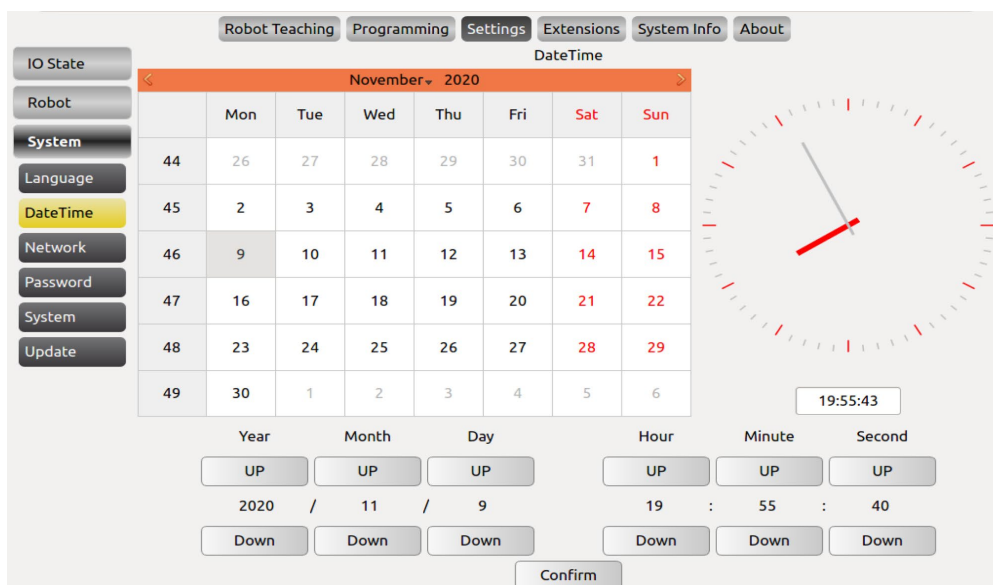 Robot Teaching Programming Settings Extensions System Info About
DateTime
IO State
Robot
System
Language
DateTime
Network
Password
System
Update
November 2020
Mon Tue Wed Thu Fri Sat Sun
44 26 27 28 29 30 31 1
45 2 3 4 5 6 7 8
46 9 10 11 12 13 14 15
47 16 17 18 19 20 21 22
48 23 24 25 26 27 28 29
49 30 1 2 3 4 5 6
19:55:43
Year Month Day Hour Minute Second
UP UP UP UP UP UP
2020 / 11 / 9 19 : 55 : 40
Down Down Down Down Down Down
Confirm